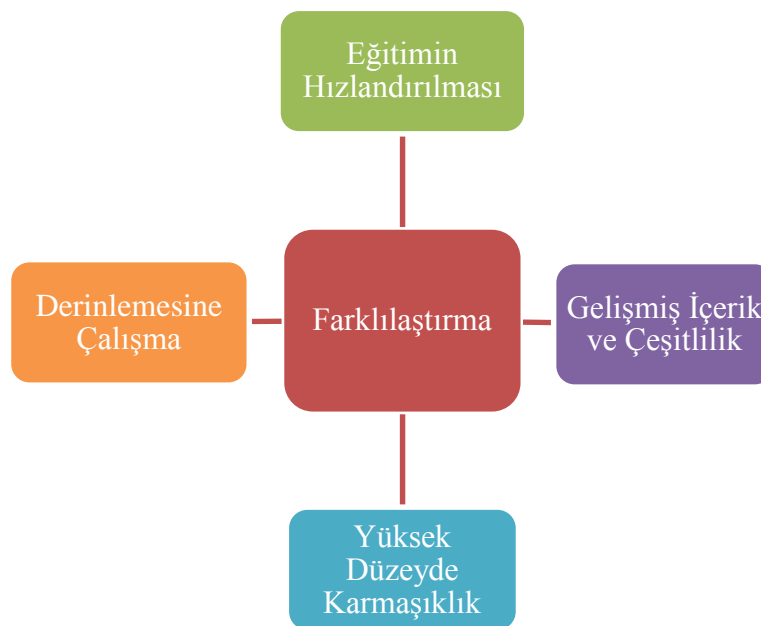 Eğitimin
Hızlandırılması
Derinlemesine
Çalışma
Farklılaştırma
Gelişmiş İçerik
ve Çeşitlilik
Yüksek
Düzeyde
Karmaşıklık